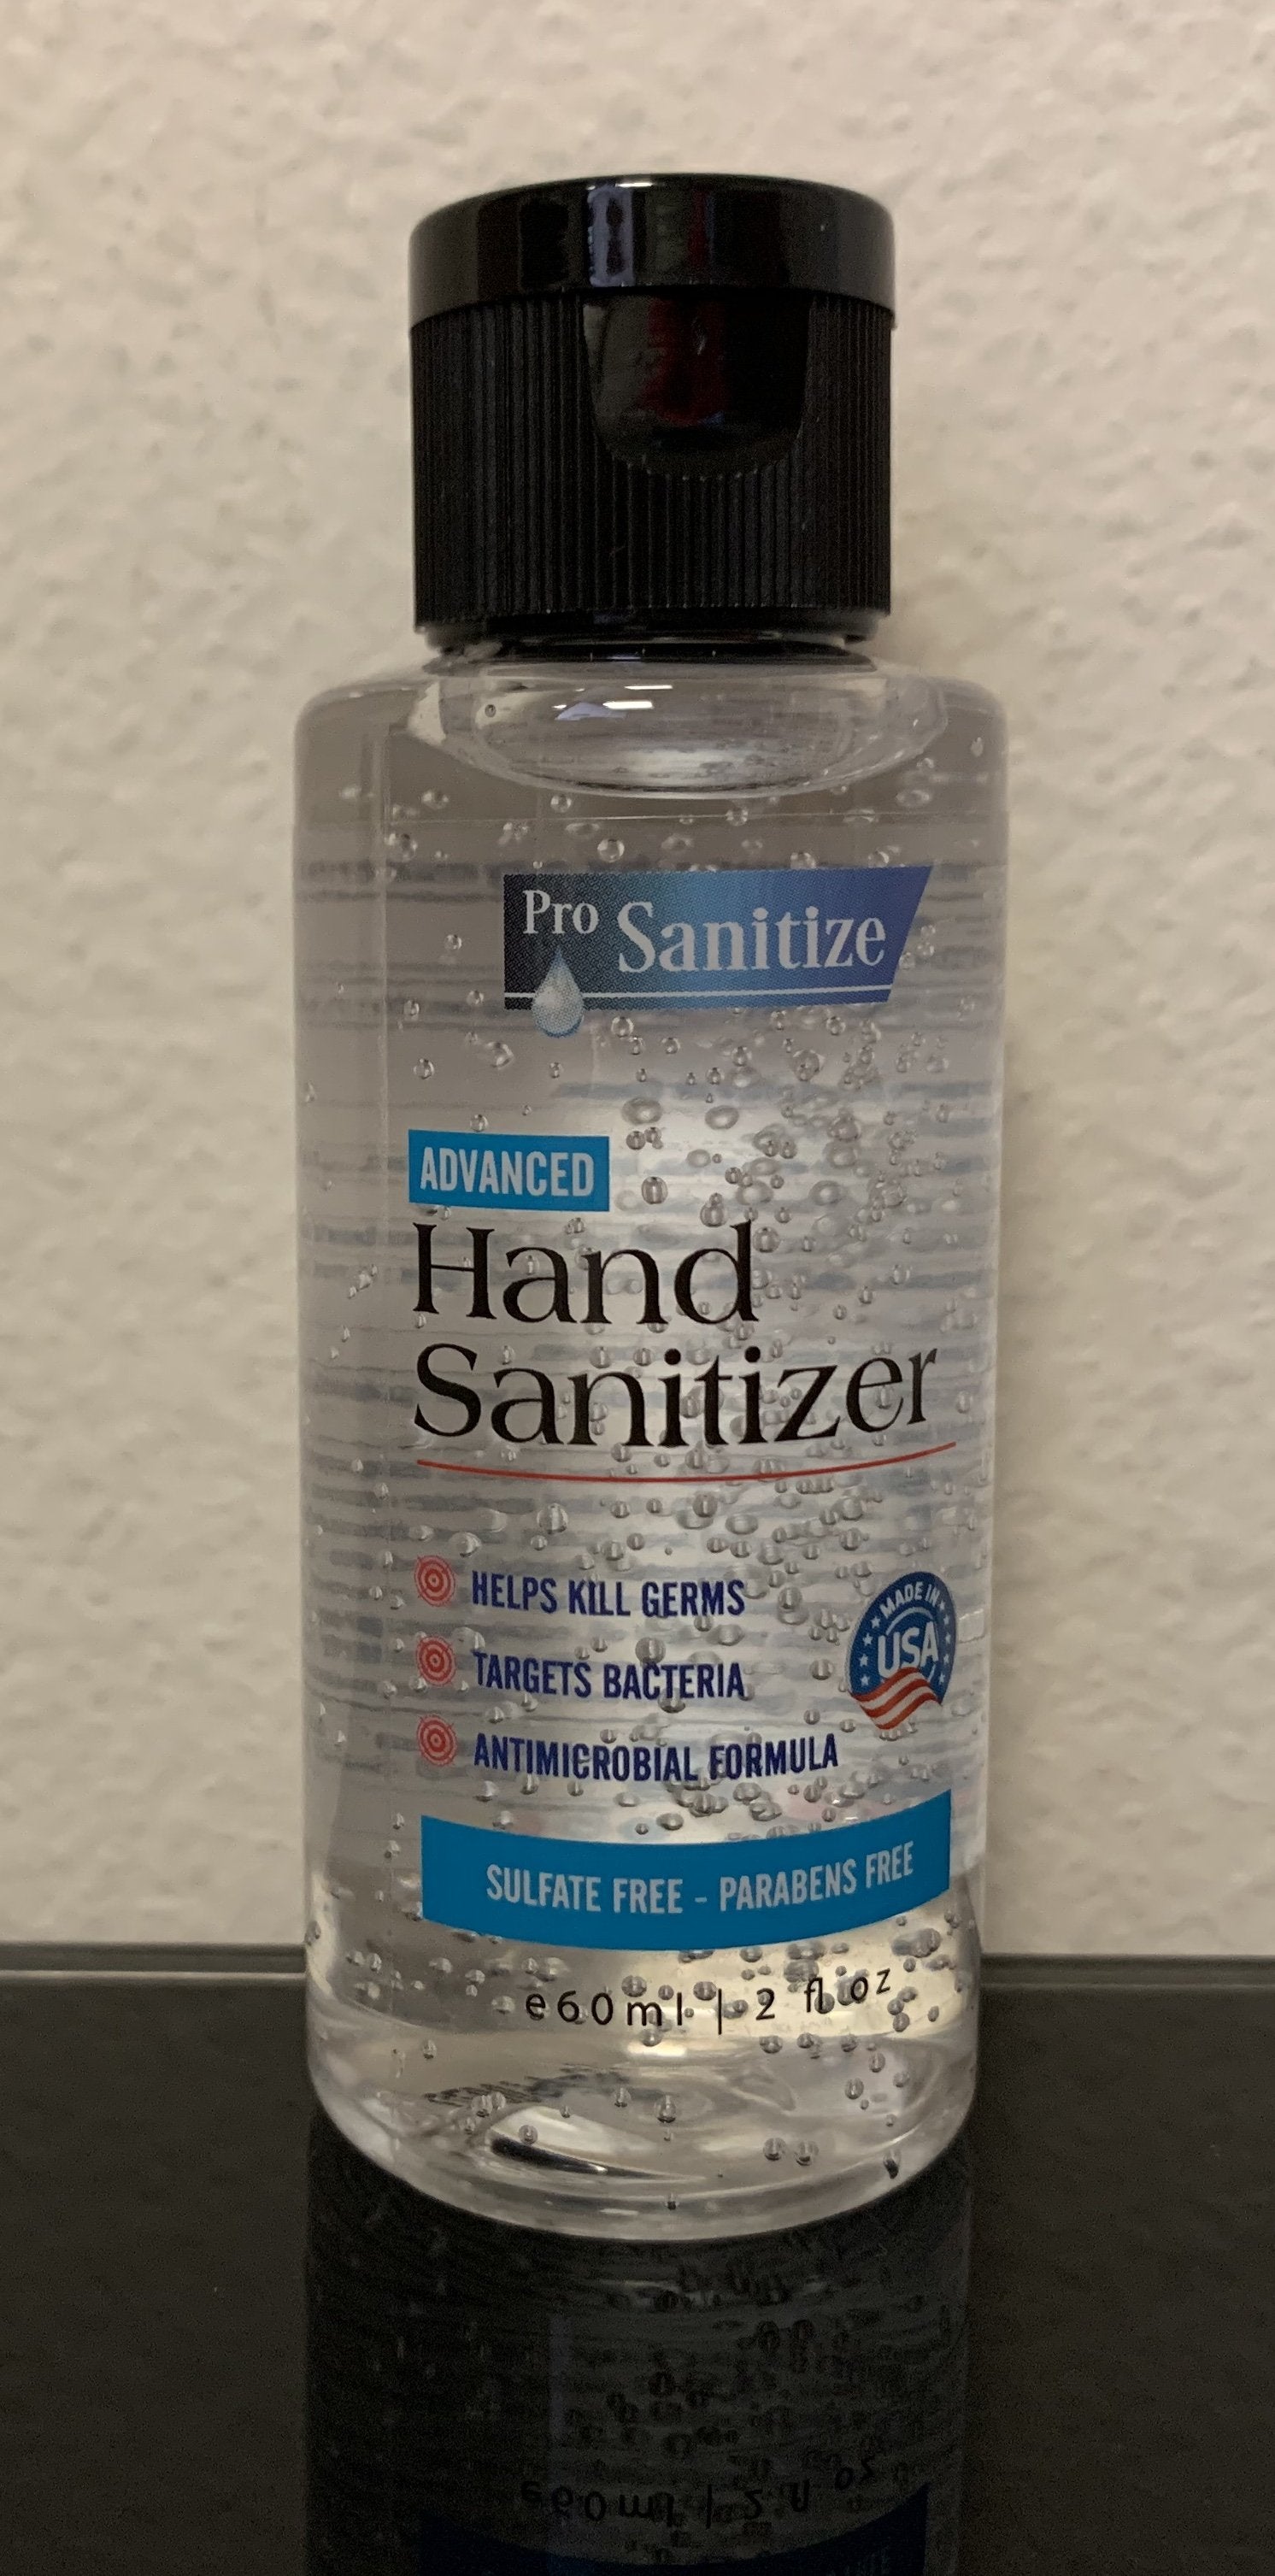 Pro Sanitize
ADVANCED
Hand
Sanitizer
HELPS KILL GERMS
TARGETS BACTERIA
ANTIMICROBIAL FORMULA
MADE IN
USA
SULFATE FREE - PARABENS FREE
e60ml | 2 fl oz